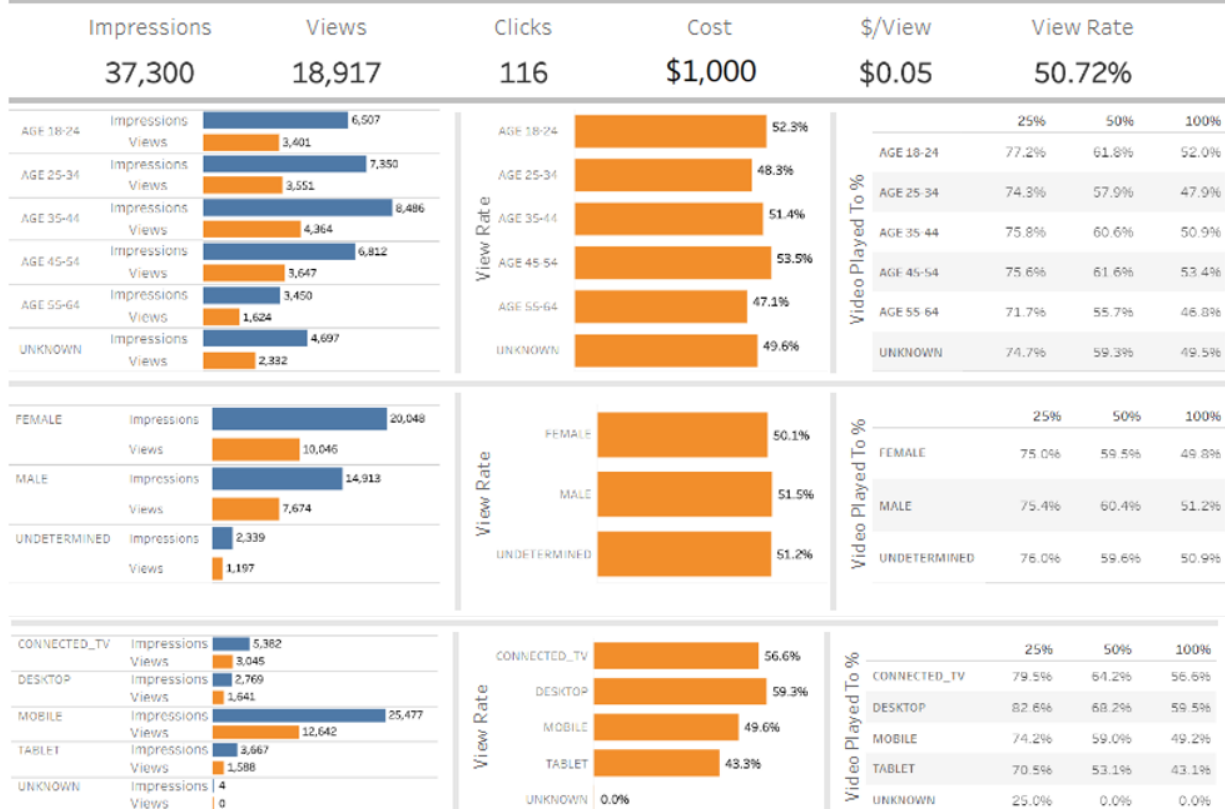 Impressions Views Clicks Cost $/View View Rate
37,300 18,917 116 $1,000 $0.05 50.72%
AGE 18-24 Impressions 6,507
Views 3,401
AGE 25-34 Impressions 7,350
Views 3,551
AGE 35-44 Impressions 8,486
Views 4,364
AGE 45-54 Impressions 6,812
Views 3,647
AGE 55-64 Impressions 3,450
Views 1,624
UNKNOWN Impressions 4,697
Views 2,332
View Rate
AGE 18-24 52.3%
AGE 25-34 48.3%
AGE 35-44 51.4%
AGE 45-54 53.5%
AGE 55-64 47.1%
UNKNOWN 49.6%
Video Played To %
25% 50% 100%
AGE 18-24 77.2% 61.8% 52.0%
AGE 25-34 74.3% 57.9% 47.9%
AGE 35-44 75.8% 60.6% 50.9%
AGE 45-54 75.6% 61.6% 53.4%
AGE 55-64 71.7% 55.7% 46.8%
UNKNOWN 74.7% 59.3% 49.5%
FEMALE Impressions 20,048
Views 10,046
MALE Impressions 14,913
Views 7,674
UNDETERMINED Impressions 2,339
Views 1,197
View Rate
FEMALE 50.1%
MALE 51.5%
UNDETERMINED 51.2%
Video Played To %
25% 50% 100%
FEMALE 75.0% 59.5% 49.8%
MALE 75.4% 60.4% 51.2%
UNDETERMINED 76.0% 59.6% 50.9%
CONNECTED_TV Impressions 5,382
Views 3,045
DESKTOP Impressions 2,769
Views 1,641
MOBILE Impressions 25,477
Views 12,642
TABLET Impressions 3,667
Views 1,588
UNKNOWN Impressions 4
Views 0
View Rate
CONNECTED_TV 56.6%
DESKTOP 59.3%
MOBILE 49.6%
TABLET 43.3%
UNKNOWN 0.0%
Video Played To %
25% 50% 100%
CONNECTED_TV 79.5% 64.2% 56.6%
DESKTOP 82.6% 68.2% 59.5%
MOBILE 74.2% 59.0% 49.2%
TABLET 70.5% 53.1% 43.1%
UNKNOWN 25.0% 0.0% 0.0%